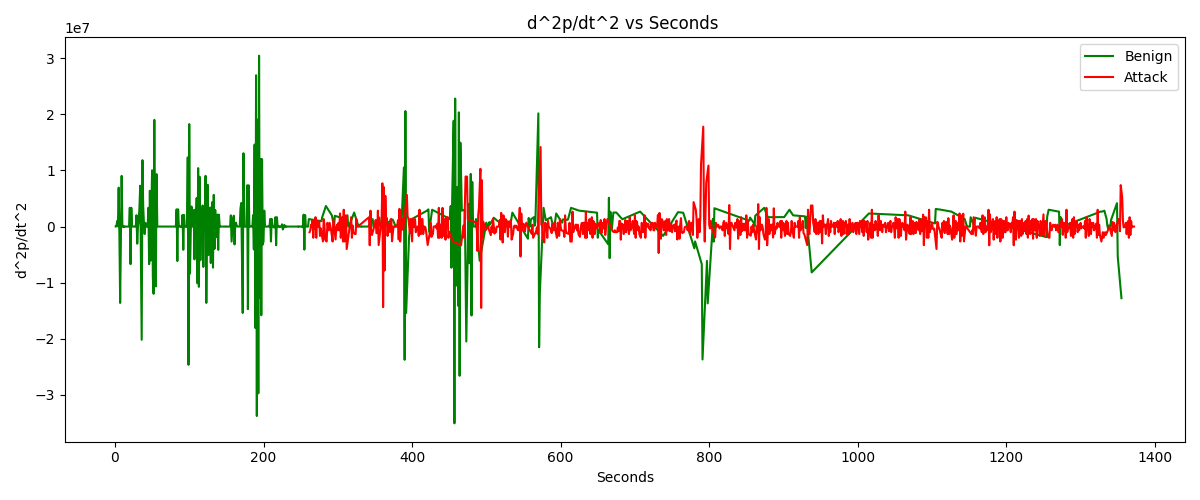 d^2p/dt^2 vs Seconds
1e7
Benign
Attack
d^2p/dt^2
3
2
1
0
−1
−2
−3
0 200 400 600 800 1000 1200 1400
Seconds